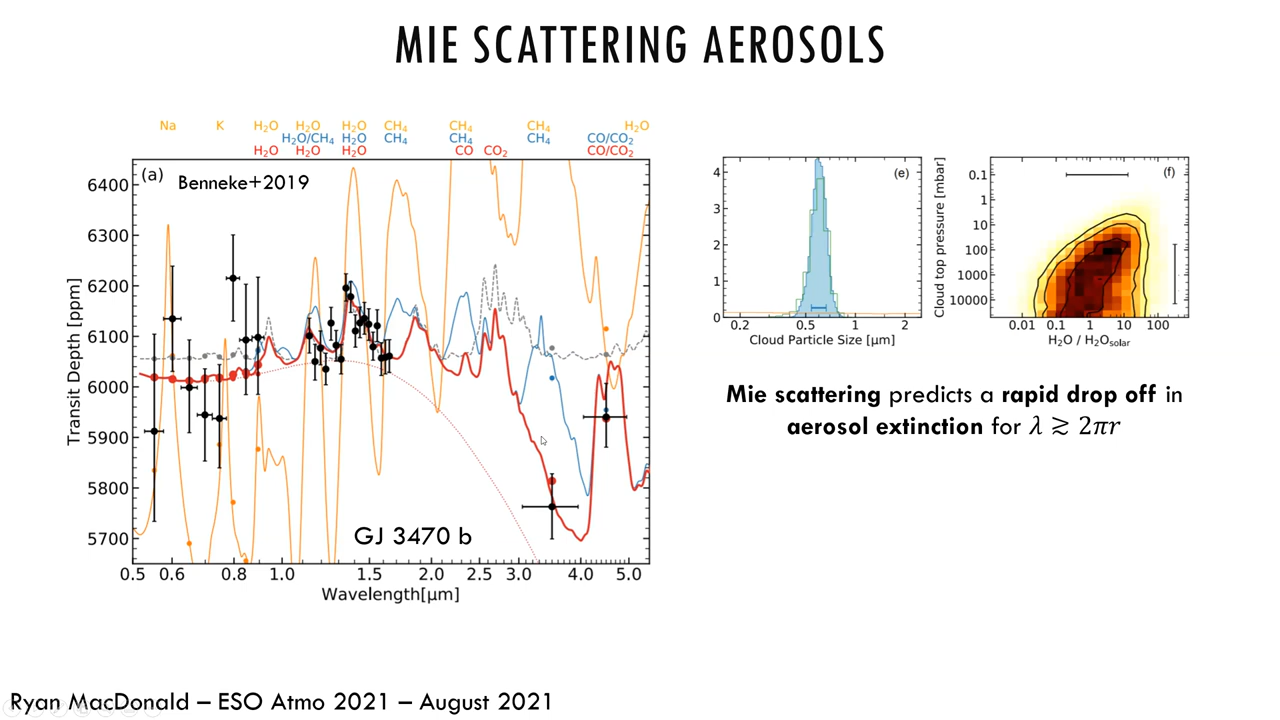 MIE SCATTERING AEROSOLS
Na K H₂O H₂O H₂O CH₄ CH₄ CH₄ H₂O
H₂O/CH₄ H₂O CH₄ CH₄ CH₄ CO/CO₂
H₂O H₂O H₂O CO CO₂ CO/CO₂
(a) Benneke+2019
6400
6300
6200
6100
6000
5900
5800
5700
Transit Depth [ppm]
GJ 3470 b
0.5 0.6 0.8 1.0 1.5 2.0 2.5 3.0 4.0 5.0
Wavelength[µm]
(e)
4
3
2
1
0
0.2 0.5 1 2
Cloud Particle Size [µm]
Cloud top pressure [mbar]
(f)
0.1
1
10
100
1000
10000
0.01 0.1 1 10 100
H₂O / H₂Osolar
Mie scattering predicts a rapid drop off in
aerosol extinction for λ ≳ 2πr
Ryan MacDonald – ESO Atmo 2021 – August 2021